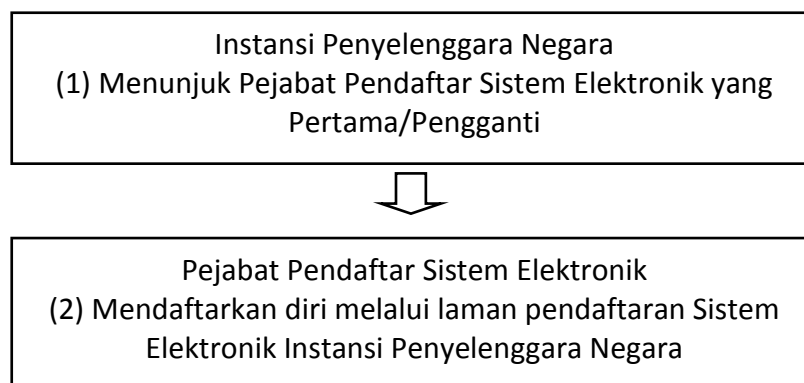 Instansi Penyelenggara Negara
(1) Menunjuk Pejabat Pendaftar Sistem Elektronik yang
Pertama/Pengganti
Pejabat Pendaftar Sistem Elektronik
(2) Mendaftarkan diri melalui laman pendaftaran Sistem
Elektronik Instansi Penyelenggara Negara